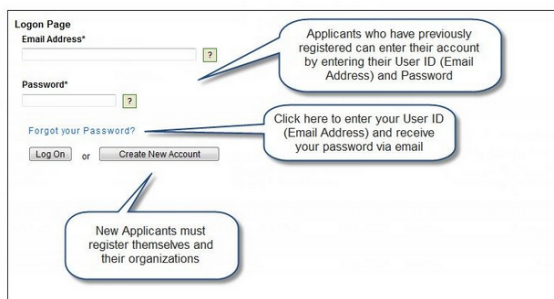 Logon Page
Email Address*
?
Password*
?
Forgot your Password?
Log On or Create New Account
Applicants who have previously
registered can enter their account
by entering their User ID (Email
Address) and Password
Click here to enter your User ID
(Email Address) and receive
your password via email
New Applicants must
register themselves and
their organizations